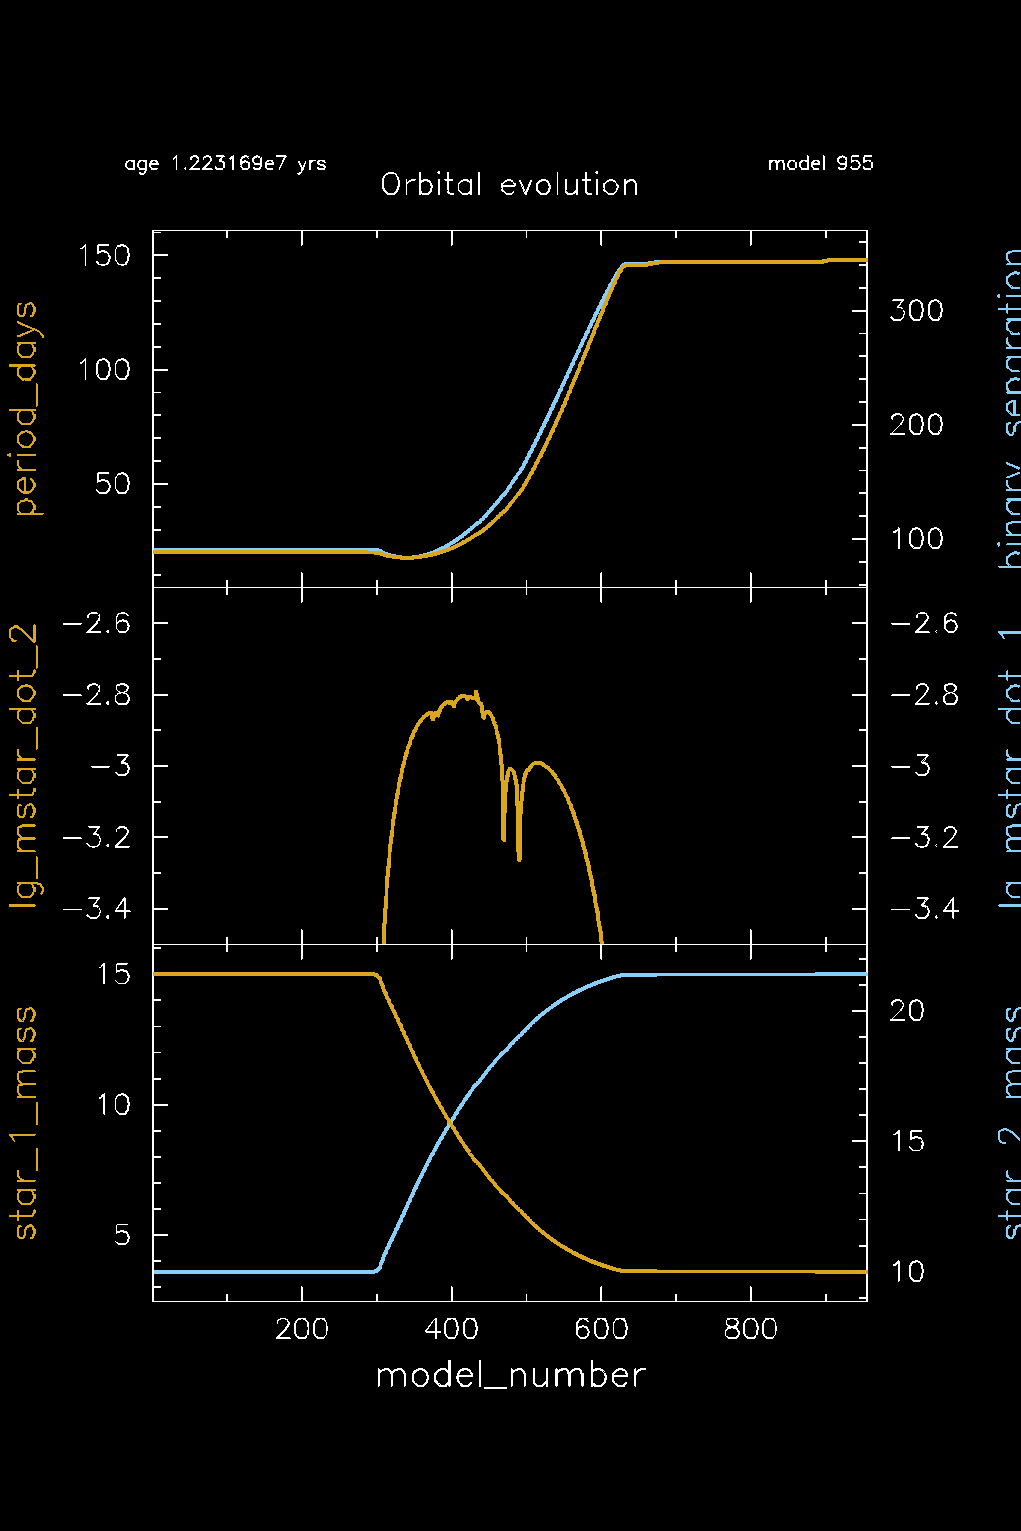 age 1.223169e7 yrs
model 955
Orbital evolution
period_days
150
100
50
300
200
100
binary_separation
lg_mstar_dot_2
−2.6
−2.8
−3
−3.2
−3.4
−2.6
−2.8
−3
−3.2
−3.4
lg_mstar_dot_1
star_1_mass
15
10
5
20
15
10
star_2_mass
200
400
600
800
model_number